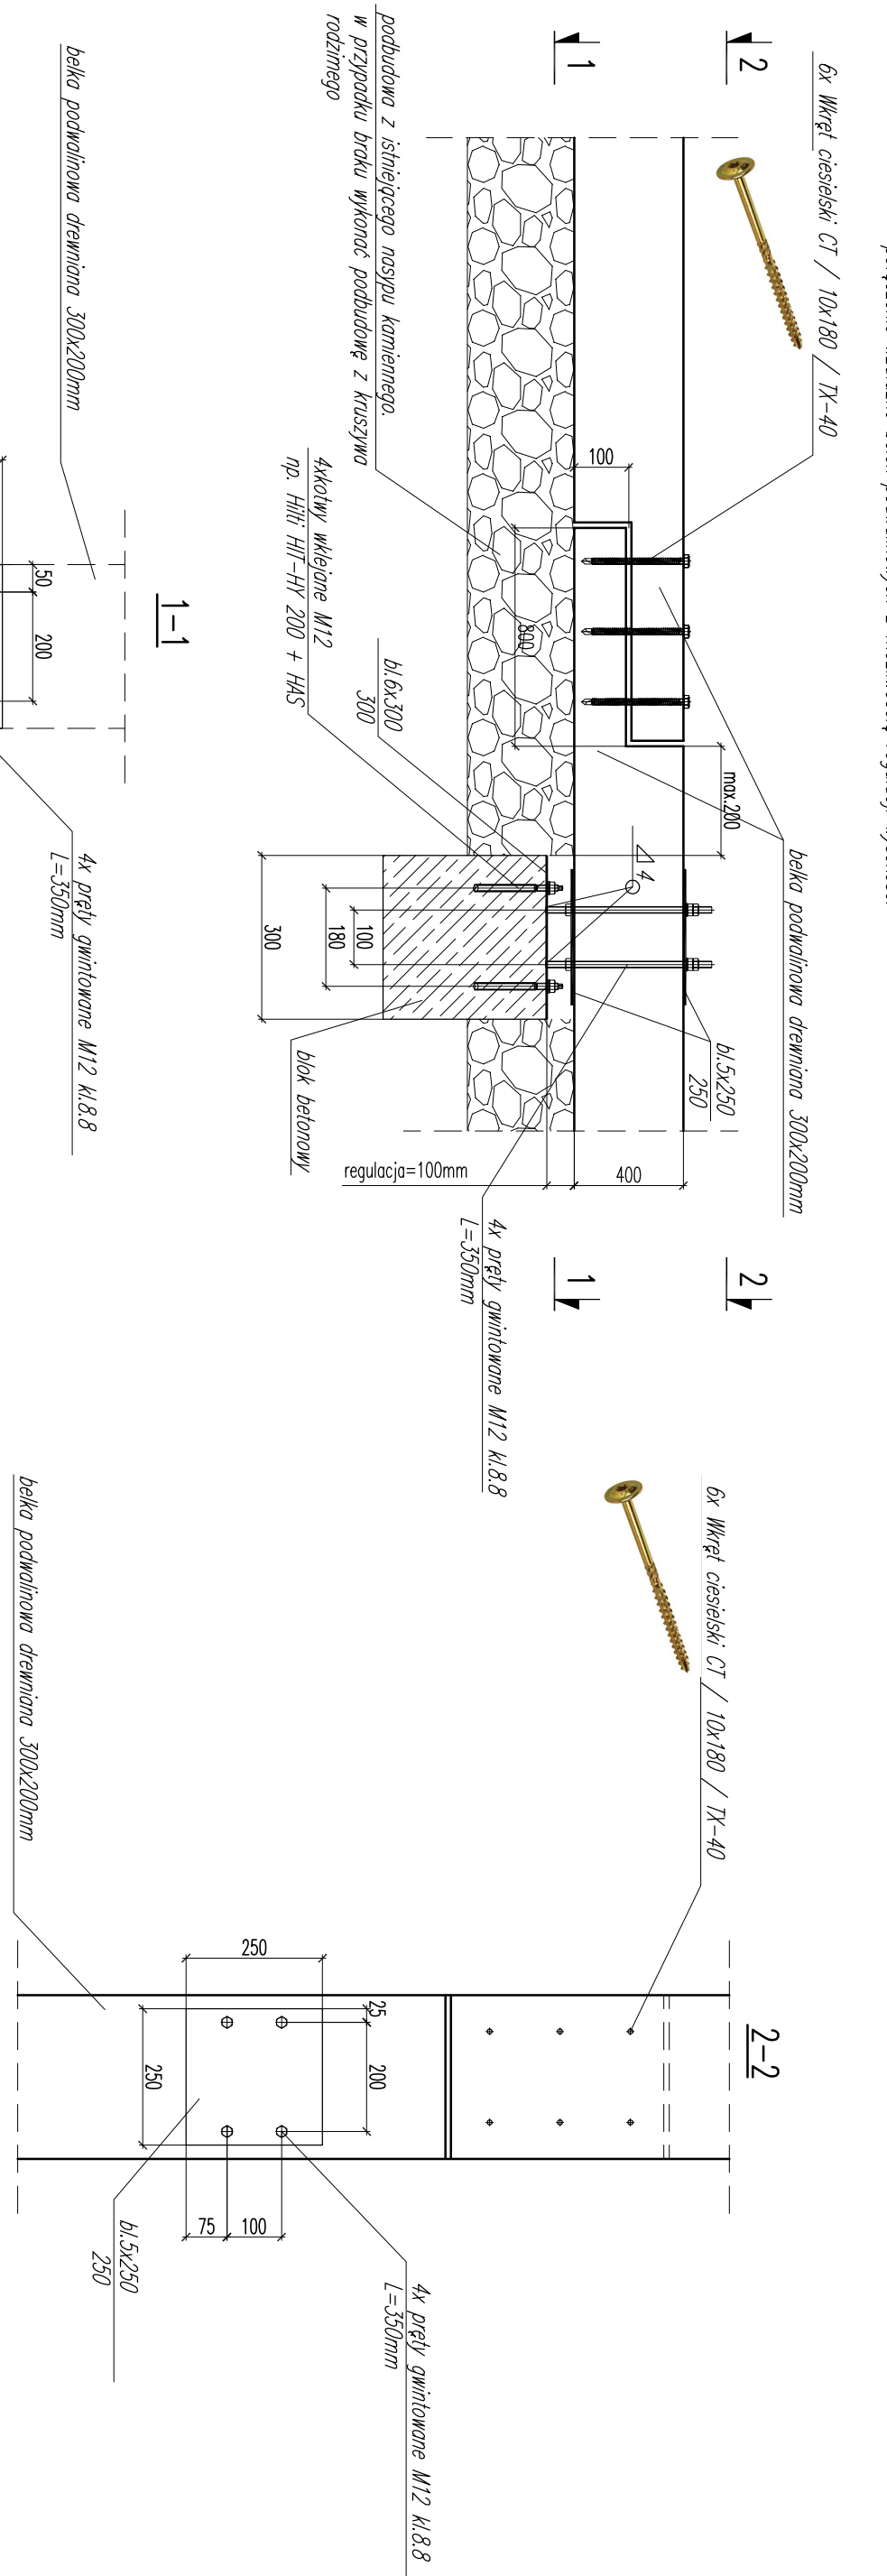 2
1
6x Wkręt ciesielski CT / 10x180 / TX-40
podbudowa z istniejącego nasypu kamiennego.
w przypadku braku wykonać podbudowę z kruszywa
rodzimego
100
800
max.200
4
belka podwalinowa drewniana 300x200mm
bl.5x250
250
4xkotwy wklejane M12
np. Hilti HIT-HY 200 + HAS
bl.6x300
300
100
180
300
blok betonowy
regulacja=100mm
400
4x pręty gwintowane M12 kl.8.8
L=350mm
2
1
1-1
belka podwalinowa drewniana 300x200mm
50
200
4x pręty gwintowane M12 kl.8.8
L=350mm
2-2
6x Wkręt ciesielski CT / 10x180 / TX-40
belka podwalinowa drewniana 300x200mm
250
25
200
250
75
100
bl.5x250
250
4x pręty gwintowane M12 kl.8.8
L=350mm